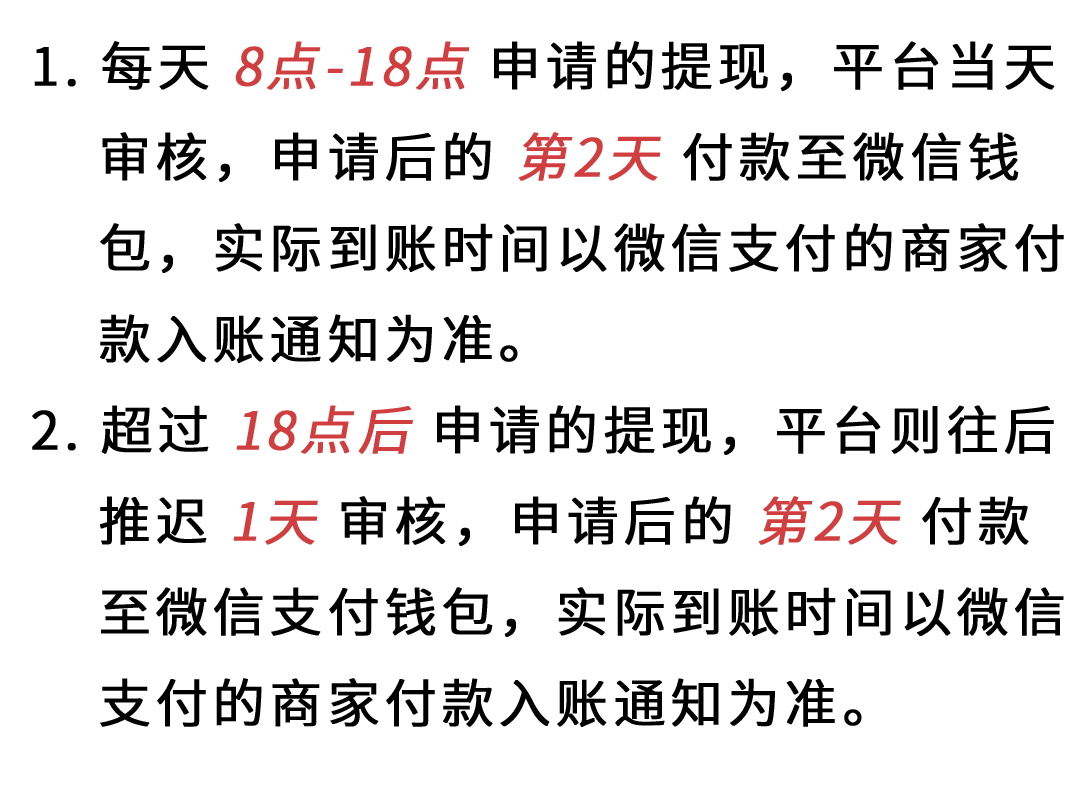 1. 每天 8点-18点 申请的提现，平台当天
审核，申请后的 第2天 付款至微信钱
包，实际到账时间以微信支付的商家付
款入账通知为准。
2. 超过 18点后 申请的提现，平台则往后
推迟 1天 审核，申请后的 第2天 付款
至微信支付钱包，实际到账时间以微信
支付的商家付款入账通知为准。